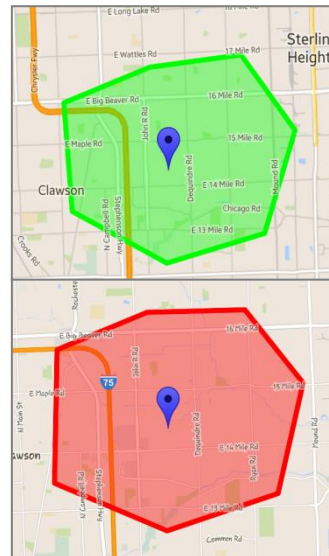 E Long Lake Rd
Chrysler Fwy
E Wattles Rd
17 Mile Rd
Sterlin
Height
E Big Beaver Rd
16 Mile Rd
John R Rd
E Maple Rd
15 Mile Rd
Dequindre Rd
Mound Rd
E 14 Mile Rd
Clawson
Stephenson Hwy
N Campbell Rd
Chicago Rd
E 13 Mile Rd
Crooks Rd
Rocheste
E Big Beaver Rd
16 Mile Rd
John R Rd
75
E Maple Rd
15 Mile Rd
N Main St
Dequindre Rd
Mound Rd
awson
E 14 Mile Rd
Ryan Rd
N Campbell Rd
Stephenson Hwy
E 13 Mile Rd
Common Rd